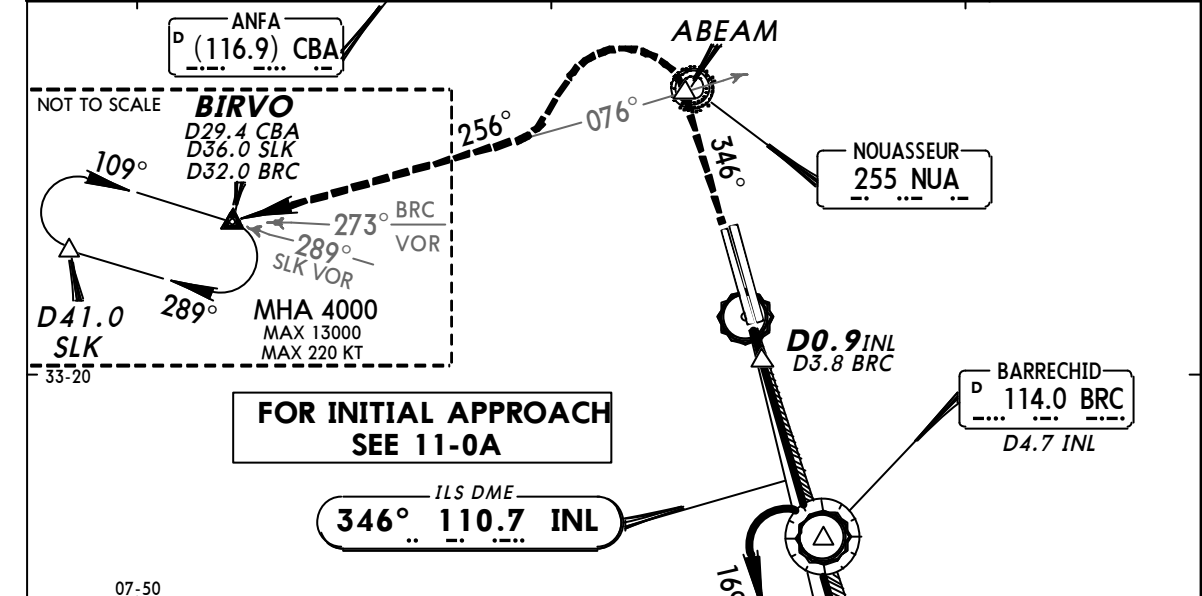 ANFA
D (116.9) CBA
ABEAM
NOT TO SCALE
BIRVO
D29.4 CBA
D36.0 SLK
D32.0 BRC
109°
256°
076°
346°
NOUASSEUR
255 NUA
273° BRC
VOR
289°
SLK VOR
D41.0
SLK
289°
MHA 4000
MAX 13000
MAX 220 KT
D0.9 INL
D3.8 BRC
33-20
BARRECHID
D 114.0 BRC
D4.7 INL
FOR INITIAL APPROACH
SEE 11-0A
ILS DME
346° 110.7 INL
07-50